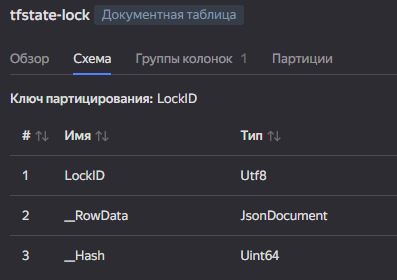 tfstate-lock Документная таблица
Обзор Схема Группы колонок 1 Партиции
Ключ партицирования: LockID
# Имя Тип
1 LockID Utf8
2 __RowData JsonDocument
3 __Hash Uint64